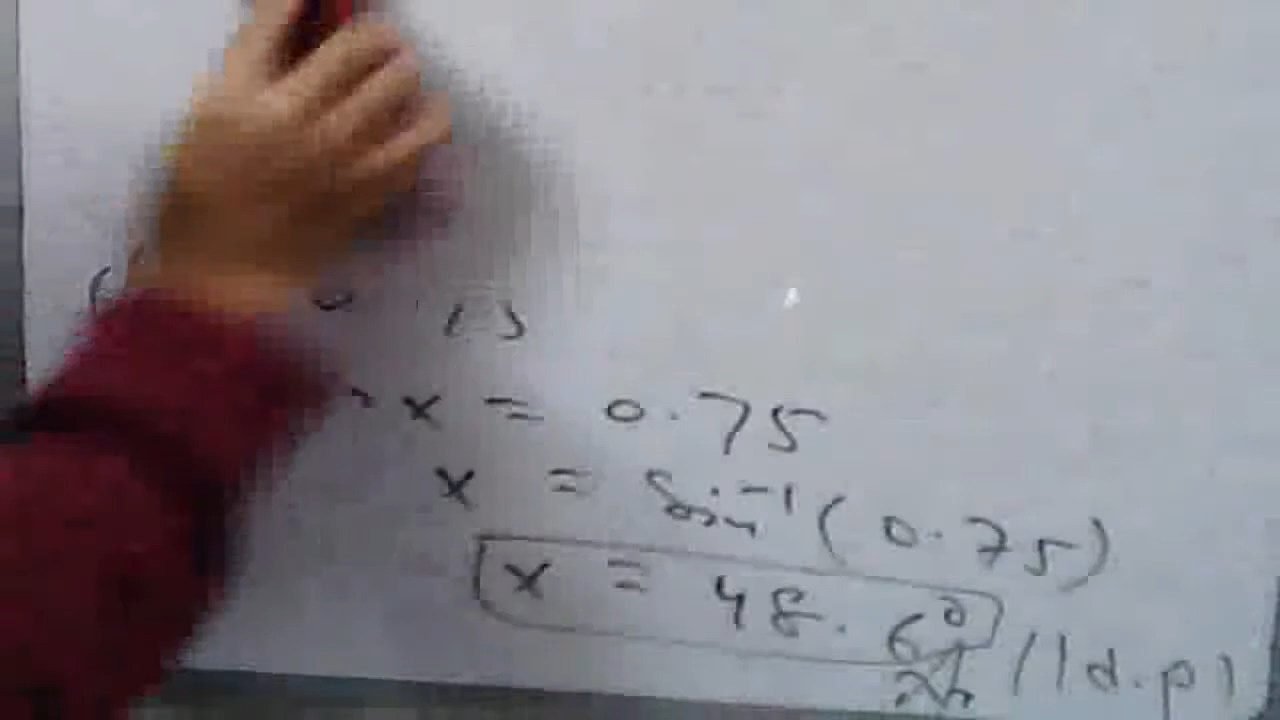 x = 0.75
x = Sin⁻¹(0.75)
x = 48.6° (1d.p)